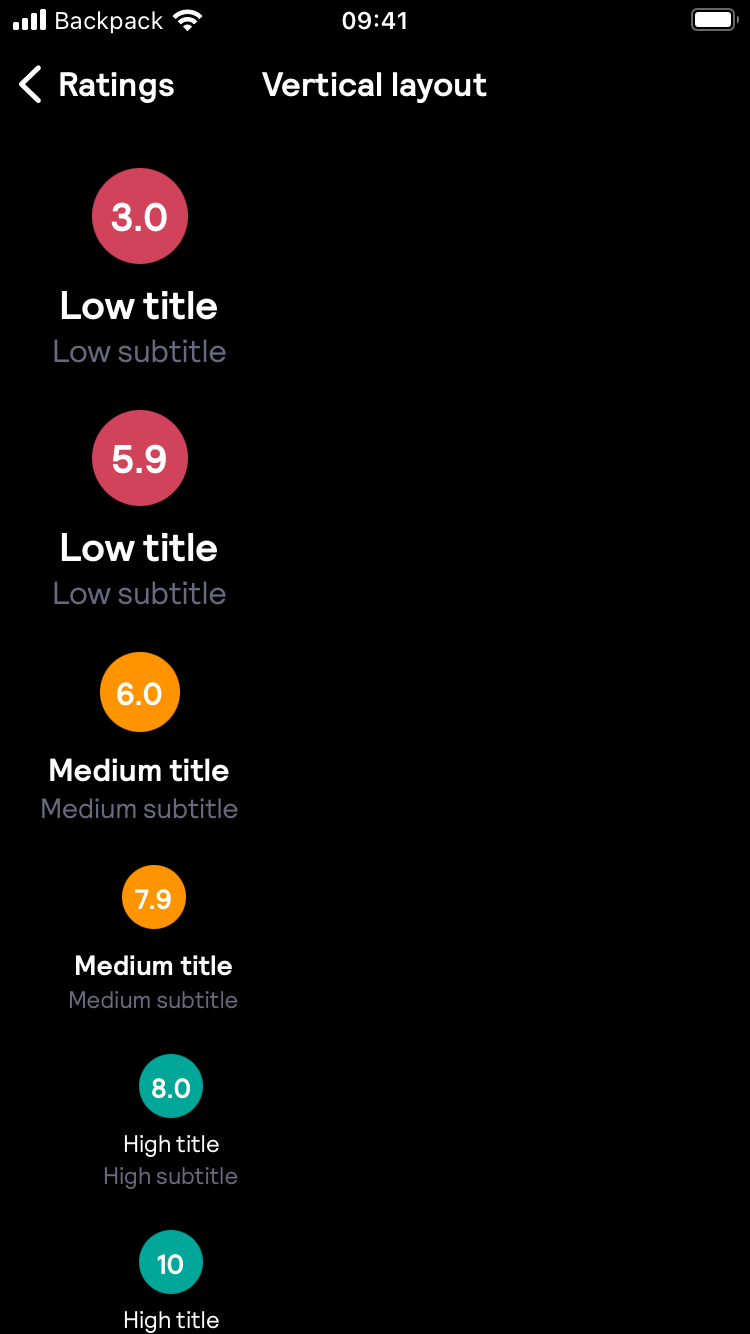 Backpack 09:41
Ratings Vertical layout
3.0
Low title
Low subtitle
5.9
Low title
Low subtitle
6.0
Medium title
Medium subtitle
7.9
Medium title
Medium subtitle
8.0
High title
High subtitle
10
High title